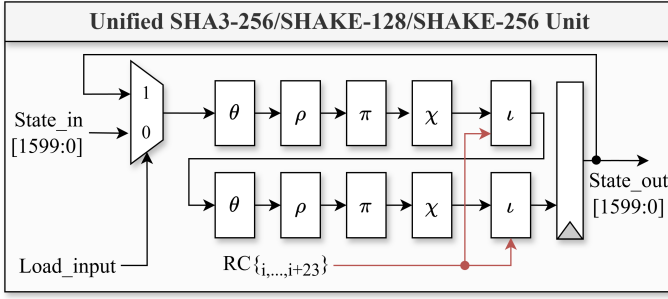 Unified SHA3-256/SHAKE-128/SHAKE-256 Unit
1
State_in
0
[1599:0]
θ
ρ
π
χ
ι
State_out
[1599:0]
θ
ρ
π
χ
ι
Load_input
RC{i,...,i+23}